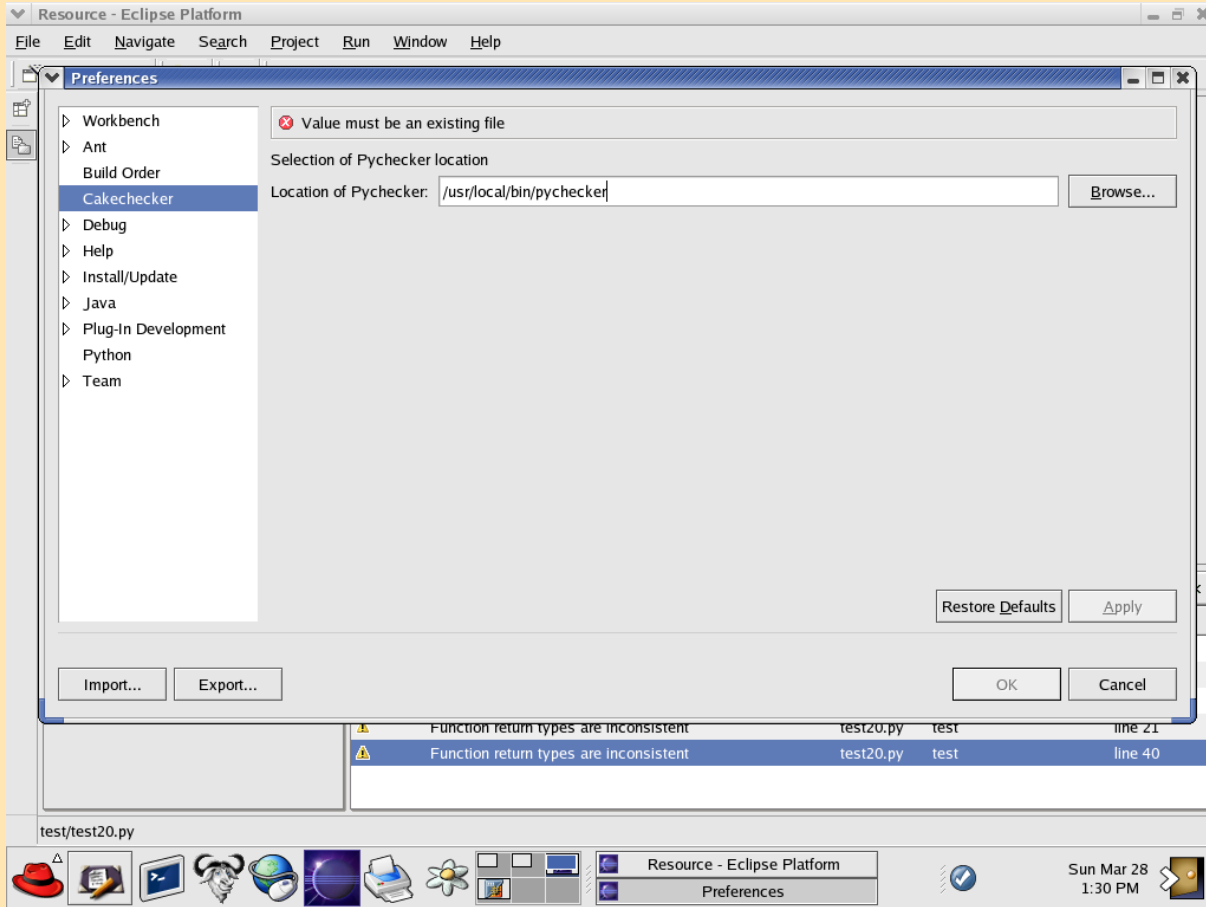 Resource - Eclipse Platform
File Edit Navigate Search Project Run Window Help
Preferences
Workbench
Ant
Build Order
Cakechecker
Debug
Help
Install/Update
Java
Plug-In Development
Python
Team
Value must be an existing file
Selection of Pychecker location
Location of Pychecker: /usr/local/bin/pychecker Browse...
Restore Defaults Apply
Import... Export... OK Cancel
Function return types are inconsistent test20.py test line 21
Function return types are inconsistent test20.py test line 40
test/test20.py
Resource - Eclipse Platform
Preferences
Sun Mar 28
1:30 PM